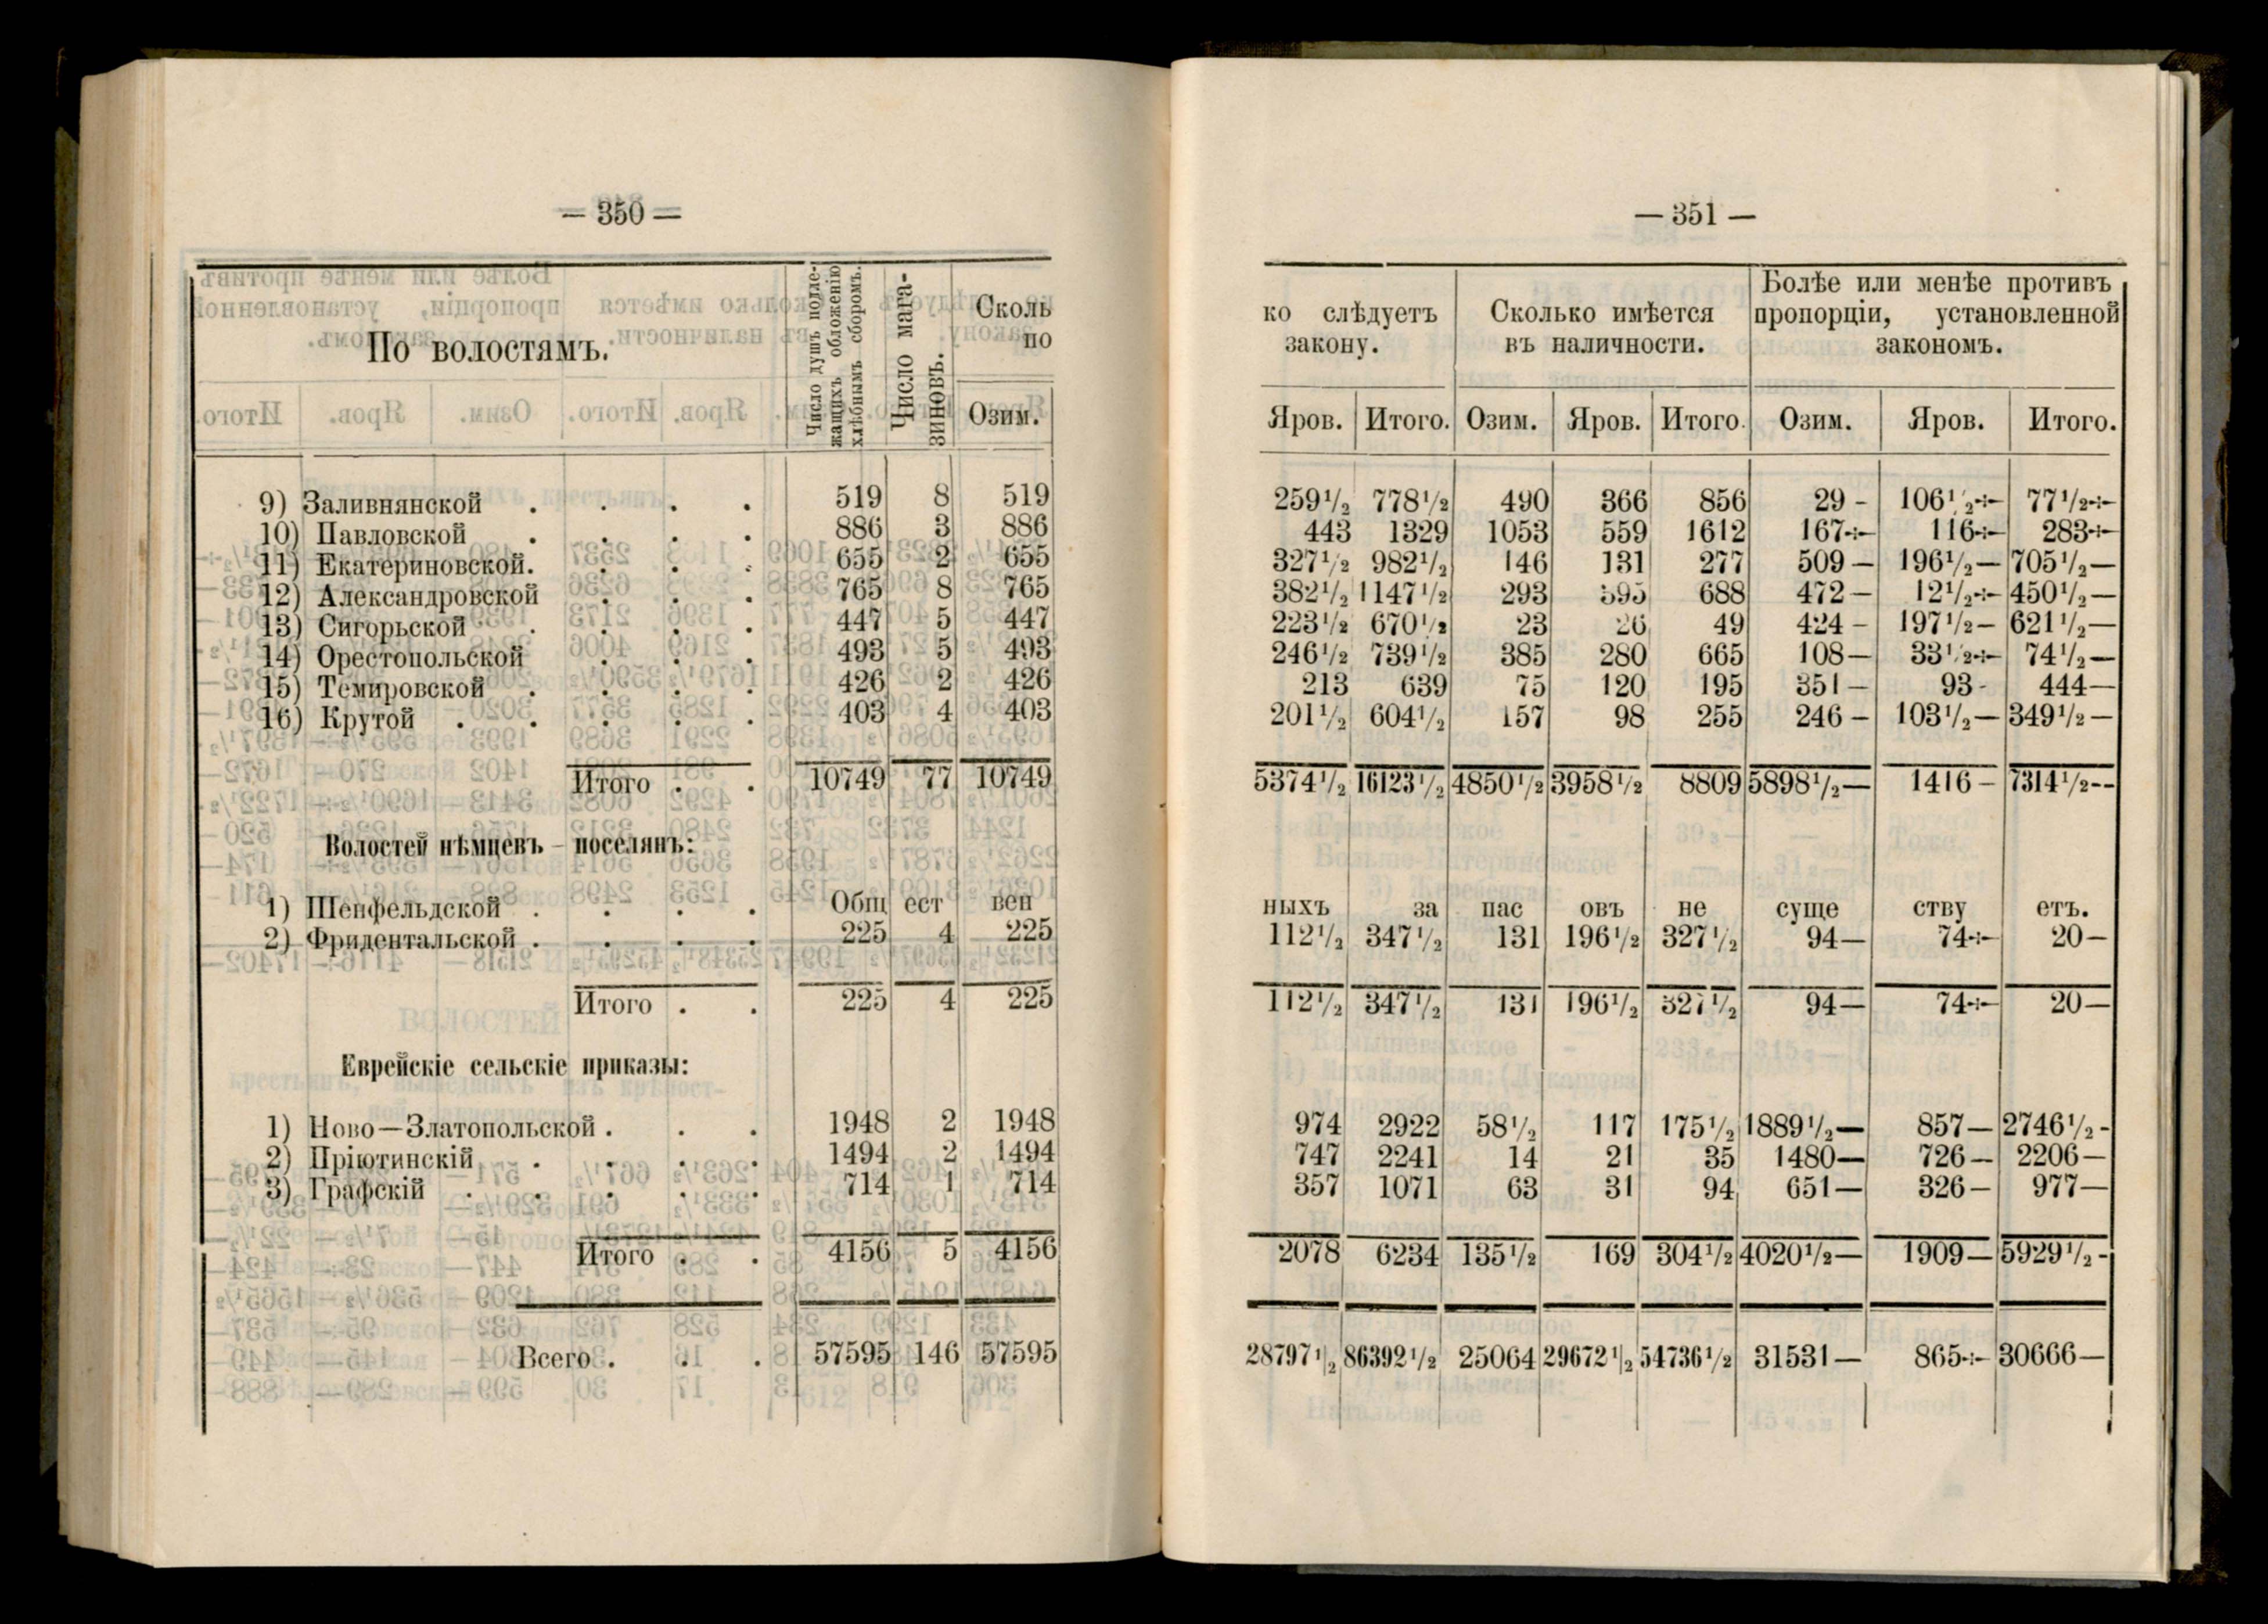 — 350 —
По волостямъ.
Число душъ подле-
жащихъ обложенію
хлѣбнымъ сборомъ.
Число мага-
зиновъ.
Сколь
по
Озим.
9) Заливнянской . . . . 519 8 519
10) Павловской . . . . 886 3 886
11) Екатериновской. . . . 655 2 655
12) Александровской . . . 765 8 765
13) Сигорьской . . . . 447 5 447
14) Орестопольской . . . 493 5 493
15) Темировской . . . . 426 2 426
16) Крутой . . . . . 403 4 403
Итого . . 10749 77 10749
Волостей нѣмцевъ – поселянъ:
1) Шенфельдской . . . . Общ ест вен
2) Фридентальской . . . . 225 4 225
Итого . . 225 4 225
Еврейскіе сельскіе приказы:
1) Ново—Златопольской . . . 1948 2 1948
2) Пріютинскій . . . . 1494 2 1494
3) Графскій . . . . . 714 1 714
Итого . . 4156 5 4156
Всего . . . 57595 146 57595
— 351 —
ко слѣдуетъ
закону.
Сколько имѣется
въ наличности.
Болѣе или менѣе противъ
пропорціи, установленной
закономъ.
Яров. Итого. Озим. Яров. Итого. Озим. Яров. Итого.
259½ 778½ 490 366 856 29 - 106½-:- 77½-:-
443 1329 1053 559 1612 167-:- 116-:- 283-:-
327½ 982½ 146 131 277 509 — 196½— 705½—
382½ 1147½ 293 395 688 472 — 12½-:- 450½—
223½ 670½ 23 26 49 424 – 197½– 621½—
246½ 739½ 385 280 665 108— 33½-:- 74½—
213 639 75 120 195 351 – 93 - 444—
201½ 604½ 157 98 255 246 – 103½— 349½ —
5374½ 16123½ 4850½ 3958½ 8809 5898½— 1416 – 7314½--
ныхъ за пас овъ не суще ству етъ.
112½ 347½ 131 196½ 327½ 94— 74-:- 20—
112½ 347½ 131 196½ 327½ 94— 74-:- 20—
974 2922 58½ 117 175½ 1889½— 857— 2746½ -
747 2241 14 21 35 1480— 726— 2206—
357 1071 63 31 94 651— 326— 977—
2078 6234 135½ 169 304½ 4020½— 1909— 5929½ -
28797½ 86392½ 25064 29672½ 54736½ 31531— 865-:- 30666—